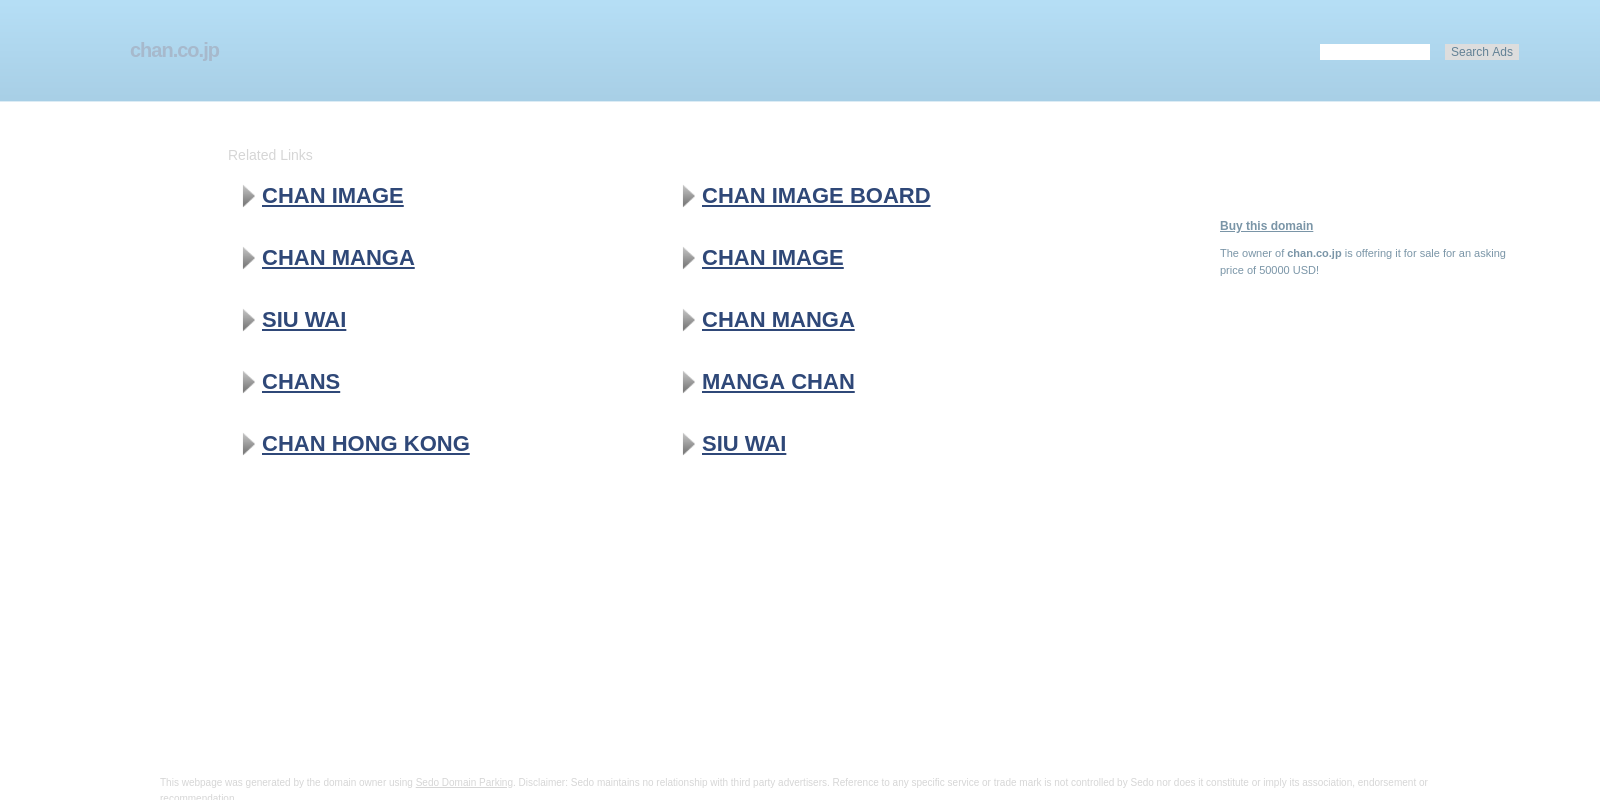 chan.co.jp
Search Ads
Related Links
CHAN IMAGE
CHAN IMAGE BOARD
CHAN MANGA
CHAN IMAGE
SIU WAI
CHAN MANGA
CHANS
MANGA CHAN
CHAN HONG KONG
SIU WAI
Buy this domain
The owner of chan.co.jp is offering it for sale for an asking
price of 50000 USD!
This webpage was generated by the domain owner using Sedo Domain Parking. Disclaimer: Sedo maintains no relationship with third party advertisers. Reference to any specific service or trade mark is not controlled by Sedo nor does it constitute or imply its association, endorsement or
recommendation.